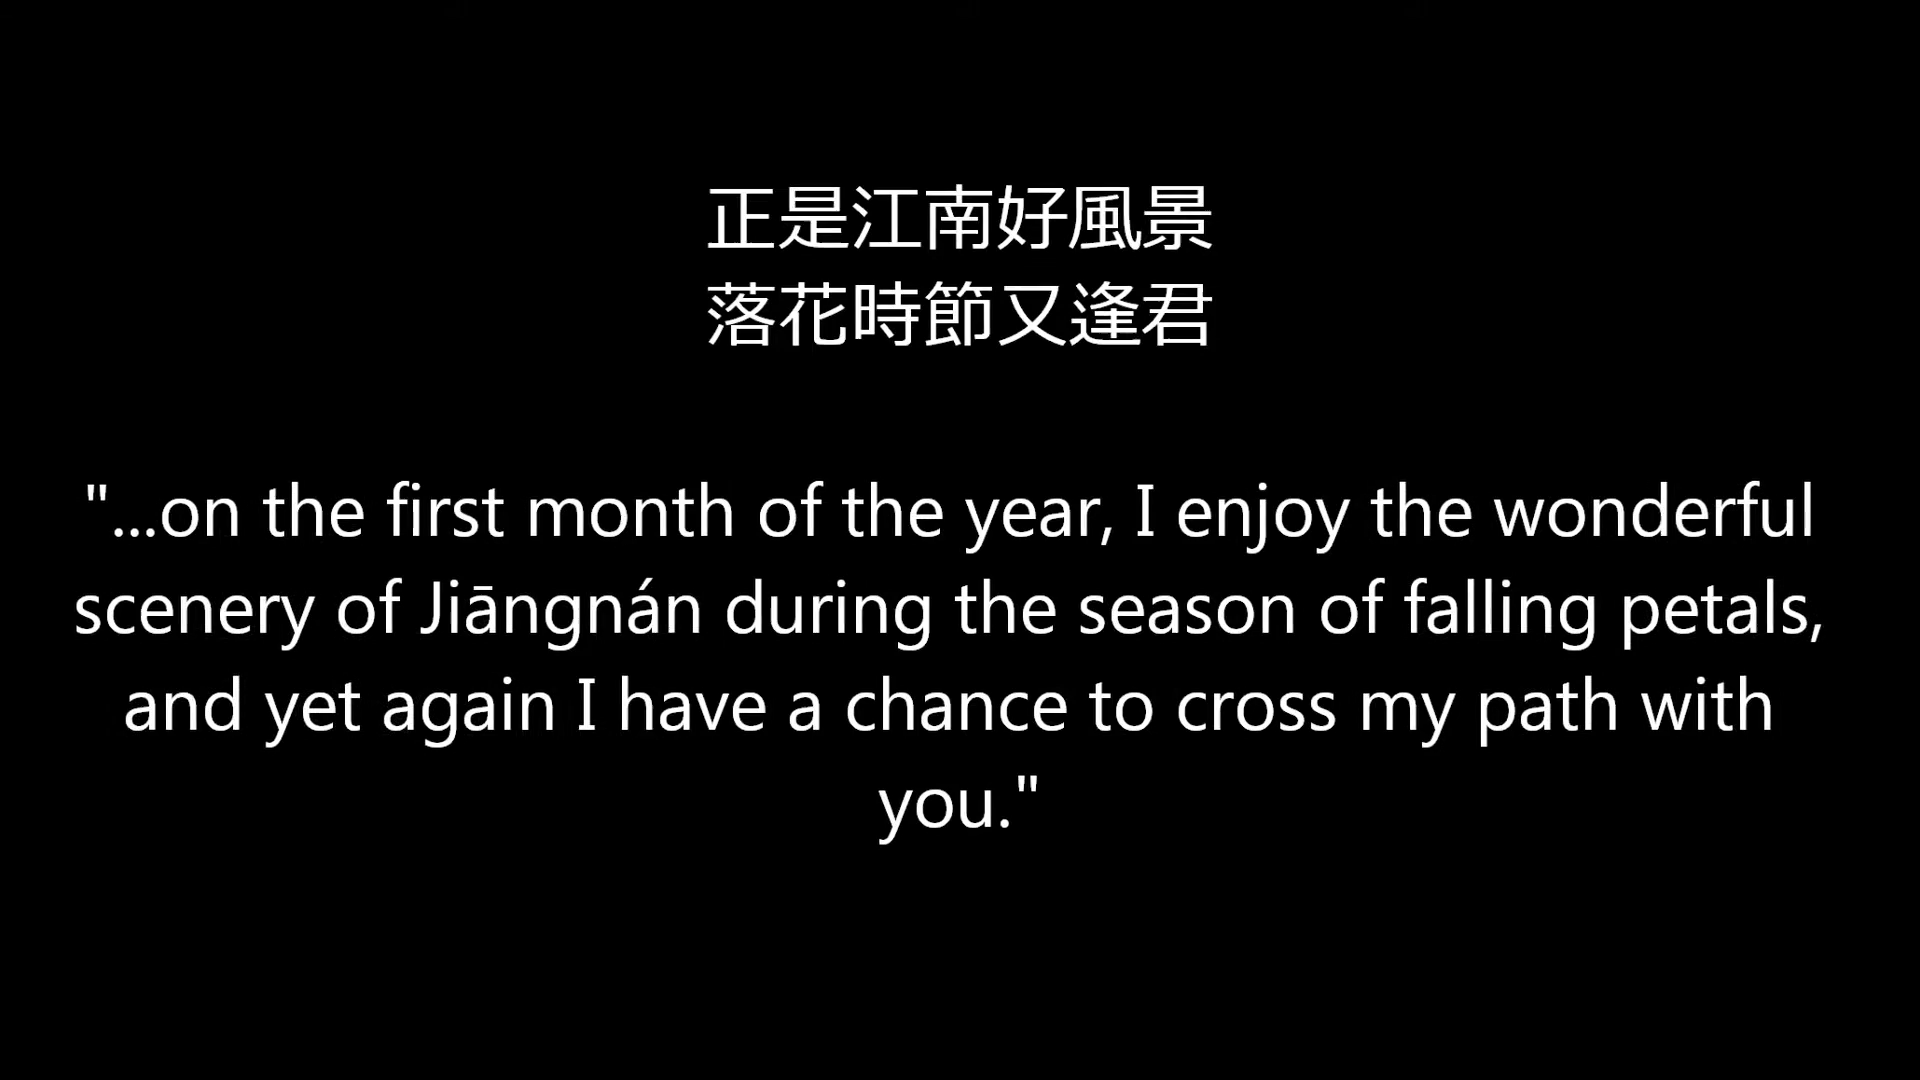 正是江南好風景
落花時節又逢君
"...on the first month of the year, I enjoy the wonderful
scenery of Jiāngnán during the season of falling petals,
and yet again I have a chance to cross my path with
you."